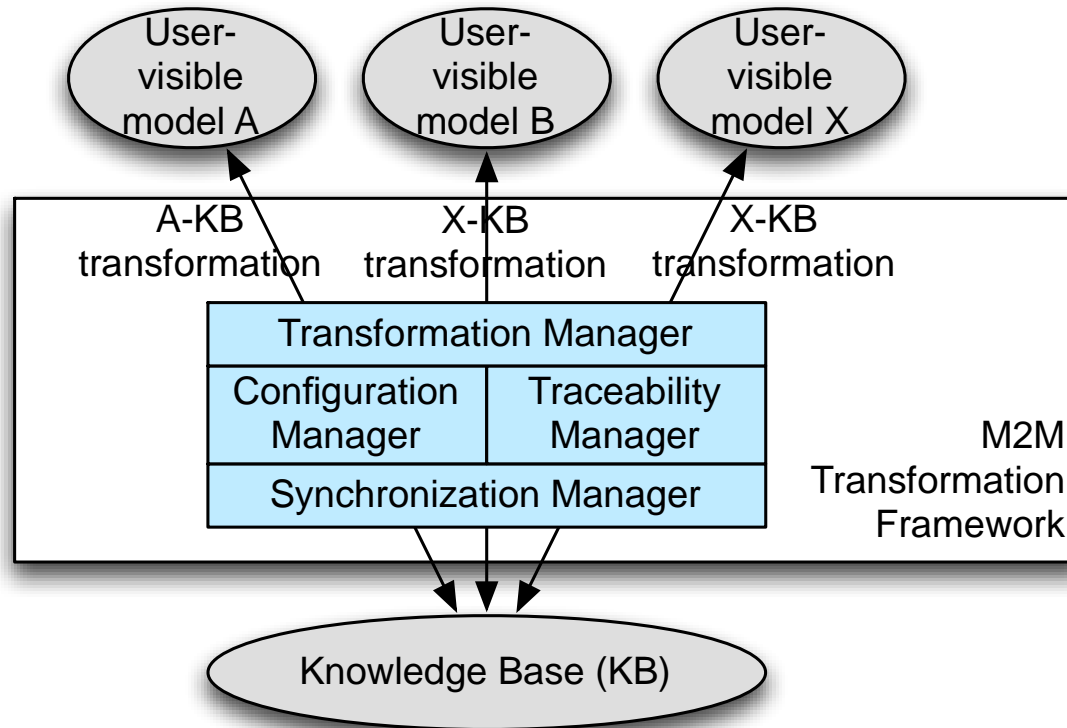 User-
visible
model A
User-
visible
model B
User-
visible
model X
A-KB
transformation
X-KB
transformation
X-KB
transformation
Transformation Manager
Configuration
Manager
Traceability
Manager
Synchronization Manager
M2M
Transformation
Framework
Knowledge Base (KB)